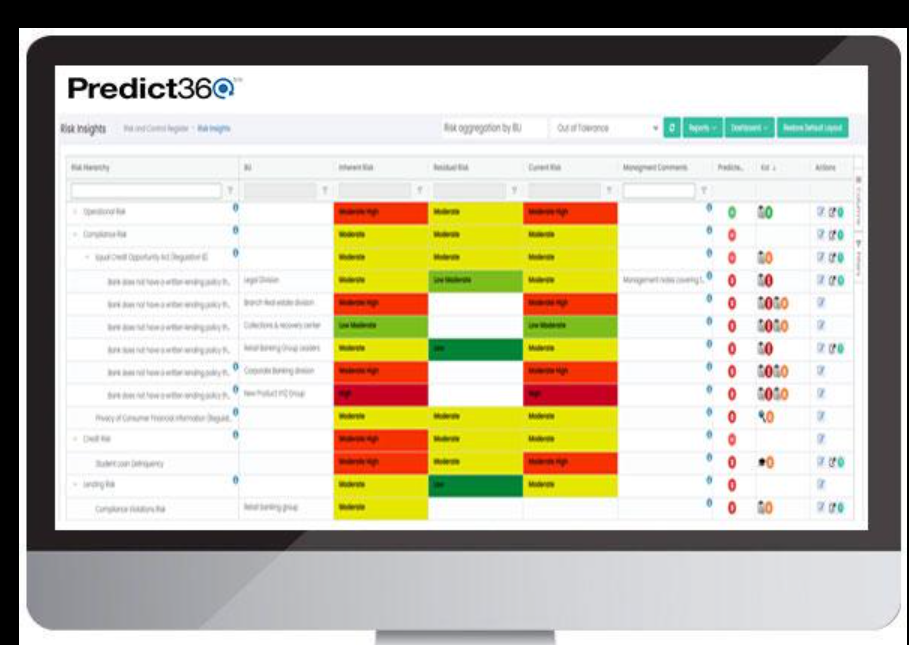 Predict360
Risk Insights Risk and Control Register Risk Insights Risk aggregation by BU Out of Tolerance Reports Dashboard Restore Default Layout
Risk Hierarchy BU Inherent Risk Residual Risk Current Risk Managment Comments Predicte... KRI Actions
Operational Risk Moderate High Moderate Moderate High
Compliance Risk Moderate Moderate Moderate
Equal Credit Opportunity Act (Regulation B) Moderate Moderate Moderate
Bank does not have a written lending policy th... Legal Division Moderate Low Moderate Moderate Management notes covering t...
Bank does not have a written lending policy th... Branch Real estate division Moderate High Moderate High
Bank does not have a written lending policy th... Collections & recovery center Low Moderate Low Moderate
Bank does not have a written lending policy th... Retail Banking Group Leaders Moderate Low Moderate
Bank does not have a written lending policy th... Corporate Banking division Moderate High Moderate High
Bank does not have a written lending policy th... New Product XYZ Group High High
Privacy of Consumer Financial Information (Regulat... Moderate Moderate Moderate
Credit Risk Moderate High Moderate Moderate
Student Loan Delinquency Moderate High Moderate Moderate High
Lending Risk Moderate Low Moderate
Compliance Violations Risk Retail banking group Moderate
Columns
Filters